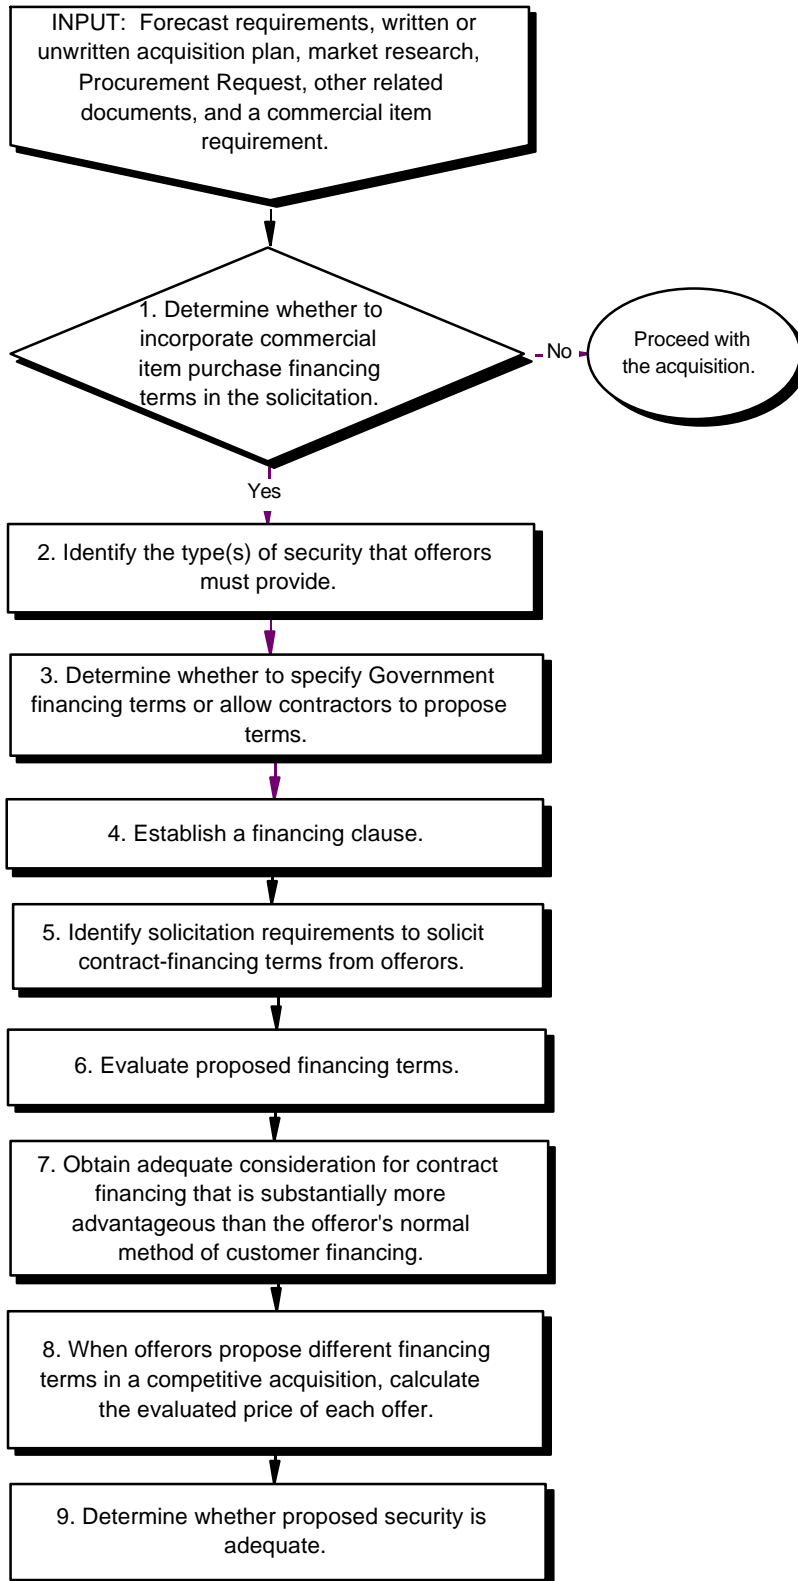 INPUT:  Forecast requirements, written or
unwritten acquisition plan, market research,
Procurement Request, other related
documents, and a commercial item
requirement.
1. Determine whether to
incorporate commercial
item purchase financing
terms in the solicitation.
No
Proceed with
the acquisition.
Yes
2. Identify the type(s) of security that offerors
must provide.
3. Determine whether to specify Government
financing terms or allow contractors to propose
terms.
4. Establish a financing clause.
5. Identify solicitation requirements to solicit
contract-financing terms from offerors.
6. Evaluate proposed financing terms.
7. Obtain adequate consideration for contract
financing that is substantially more
advantageous than the offeror's normal
method of customer financing.
8. When offerors propose different financing
terms in a competitive acquisition, calculate
the evaluated price of each offer.
9. Determine whether proposed security is
adequate.